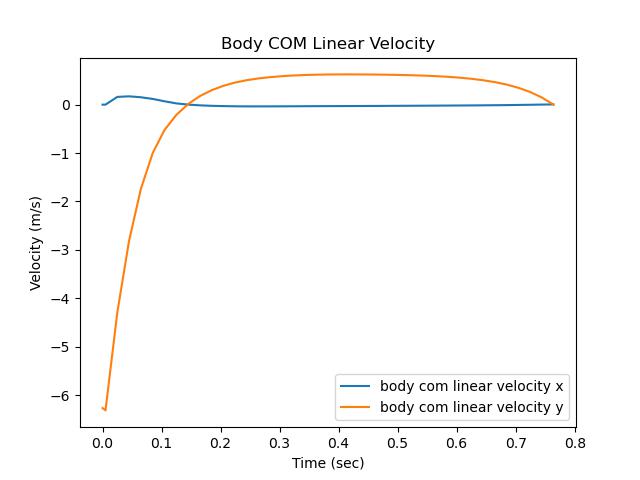 Body COM Linear Velocity
0
−1
−2
−3
−4
−5
−6
Velocity (m/s)
body com linear velocity x
body com linear velocity y
0.0 0.1 0.2 0.3 0.4 0.5 0.6 0.7 0.8
Time (sec)